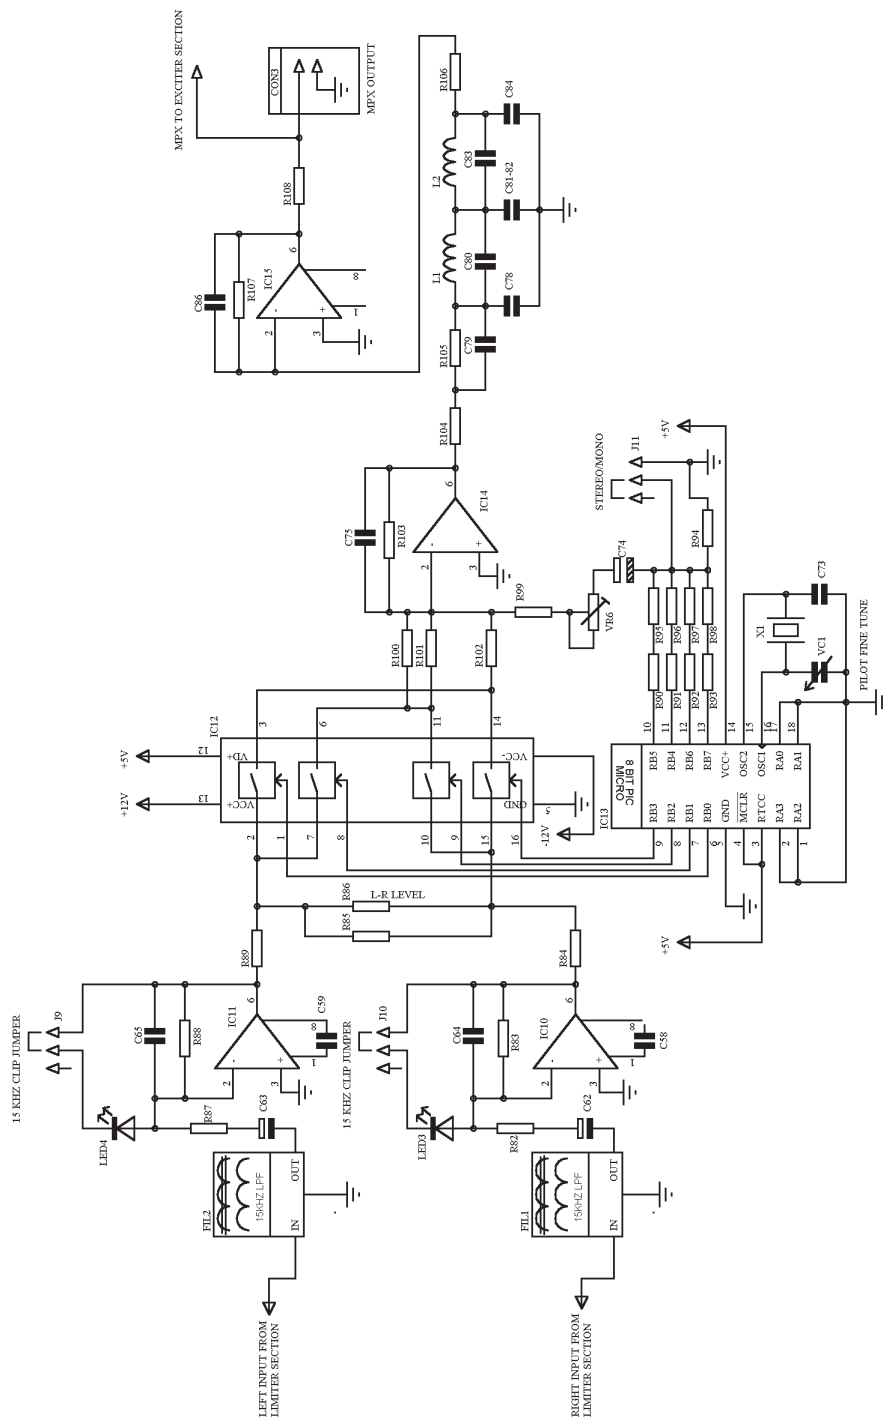 LEFT INPUT FROM
LIMITER SECTION
FIL2
15KHZ LPF
IN
OUT
15 KHZ CLIP JUMPER
J9
LED4
R87
C63
C65
R88
2
3
-
+
IC11
6
1
8
C59
R89
RIGHT INPUT FROM
LIMITER SECTION
FIL1
15KHZ LPF
IN
OUT
15 KHZ CLIP JUMPER
J10
LED3
R82
C62
C64
R83
2
3
-
+
IC10
6
1
8
C58
R84
R85
R86
L-R LEVEL
+12V
+5V
13
12
VCC+
VD+
IC12
2
1
7
8
10
9
15
16
3
6
11
14
GND
VCC-
5
-12V
R100
R101
R102
C75
R103
2
3
-
+
6
IC14
R99
VR6
C74
R104
R105
C79
L1
C80
C78
L2
C83
C81-82
C84
R106
C86
R107
2
3
-
+
IC15
6
1
8
R108
MPX TO EXCITER SECTION
CON3
MPX OUTPUT
STEREO/MONO
J11
+5V
R94
R95
R96
R97
R98
R90
R91
R92
R93
IC13
8 BIT PIC
MICRO
RB3
RB2
RB1
RB0
GND
MCLR
RTCC
RA3
RA2
RB5
RB4
RB6
RB7
VCC+
OSC2
OSC1
RA0
RA1
9
8
7
6
5
4
3
2
1
10
11
12
13
14
15
16
17
18
+5V
X1
C73
VC1
PILOT FINE TUNE